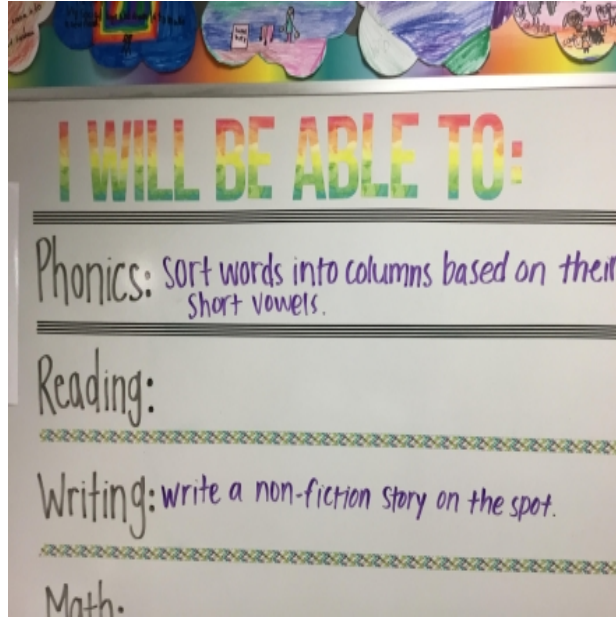 I WILL BE ABLE TO:
Phonics: sort words into columns based on their
short vowels.
Reading:
Writing: write a non-fiction story on the spot.
Math: